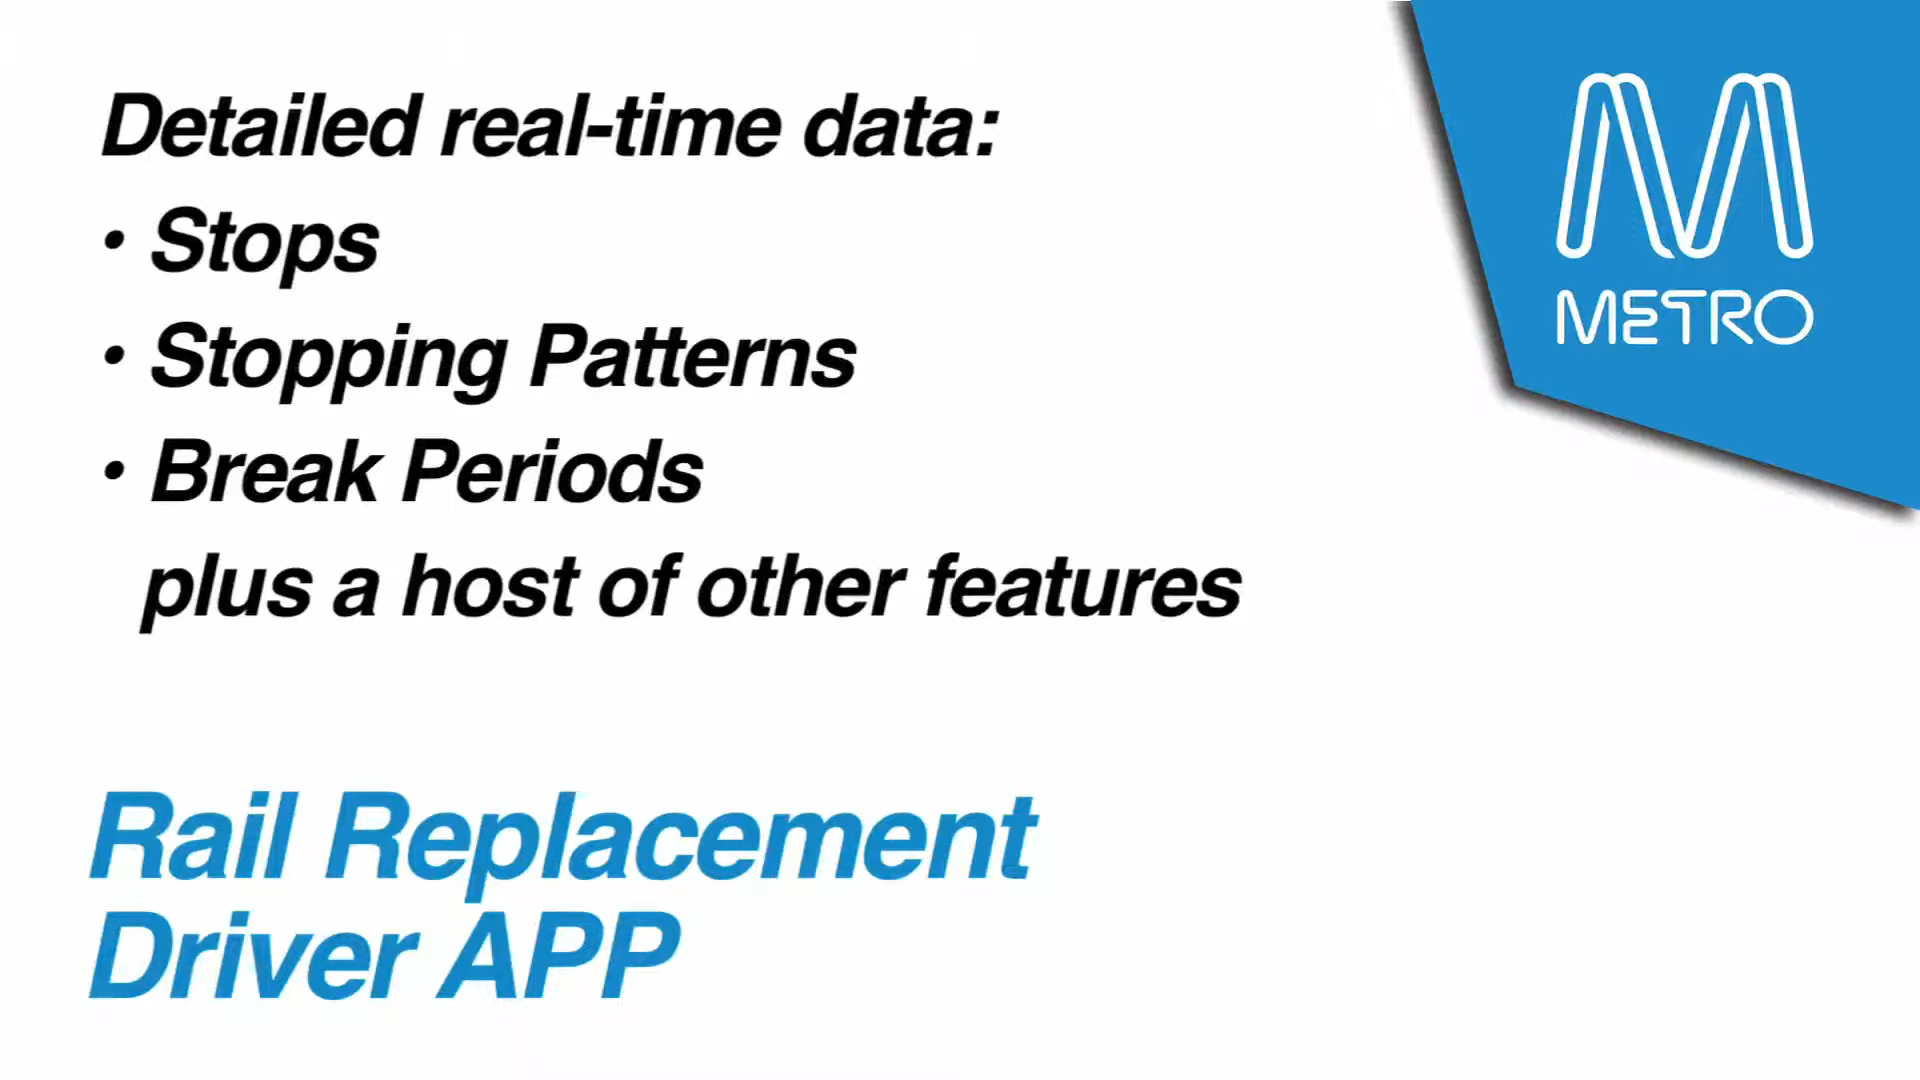 Detailed real-time data:
• Stops
• Stopping Patterns
• Break Periods
plus a host of other features
METRO
Rail Replacement
Driver APP